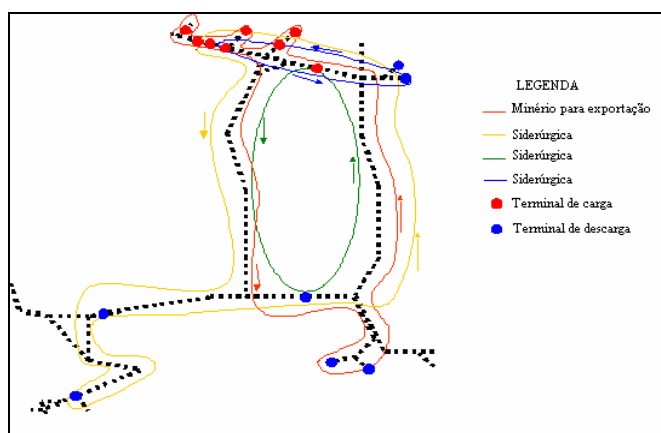 LEGENDA
Minério para exportação
Siderúrgica
Siderúrgica
Siderúrgica
Terminal de carga
Terminal de descarga